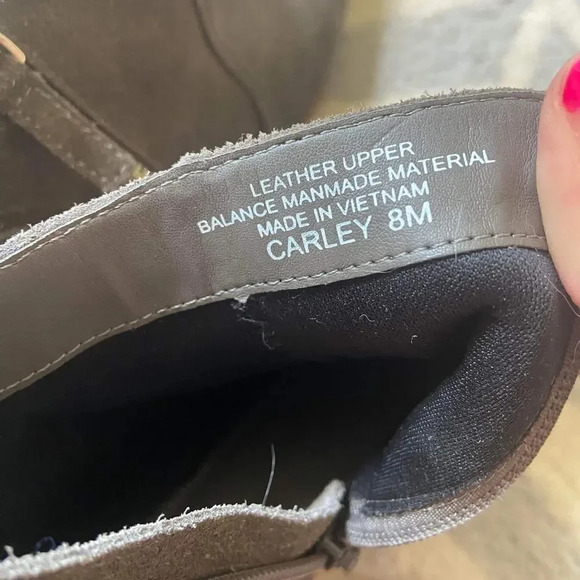 LEATHER UPPER
BALANCE MANMADE MATERIAL
MADE IN VIETNAM
CARLEY 8M